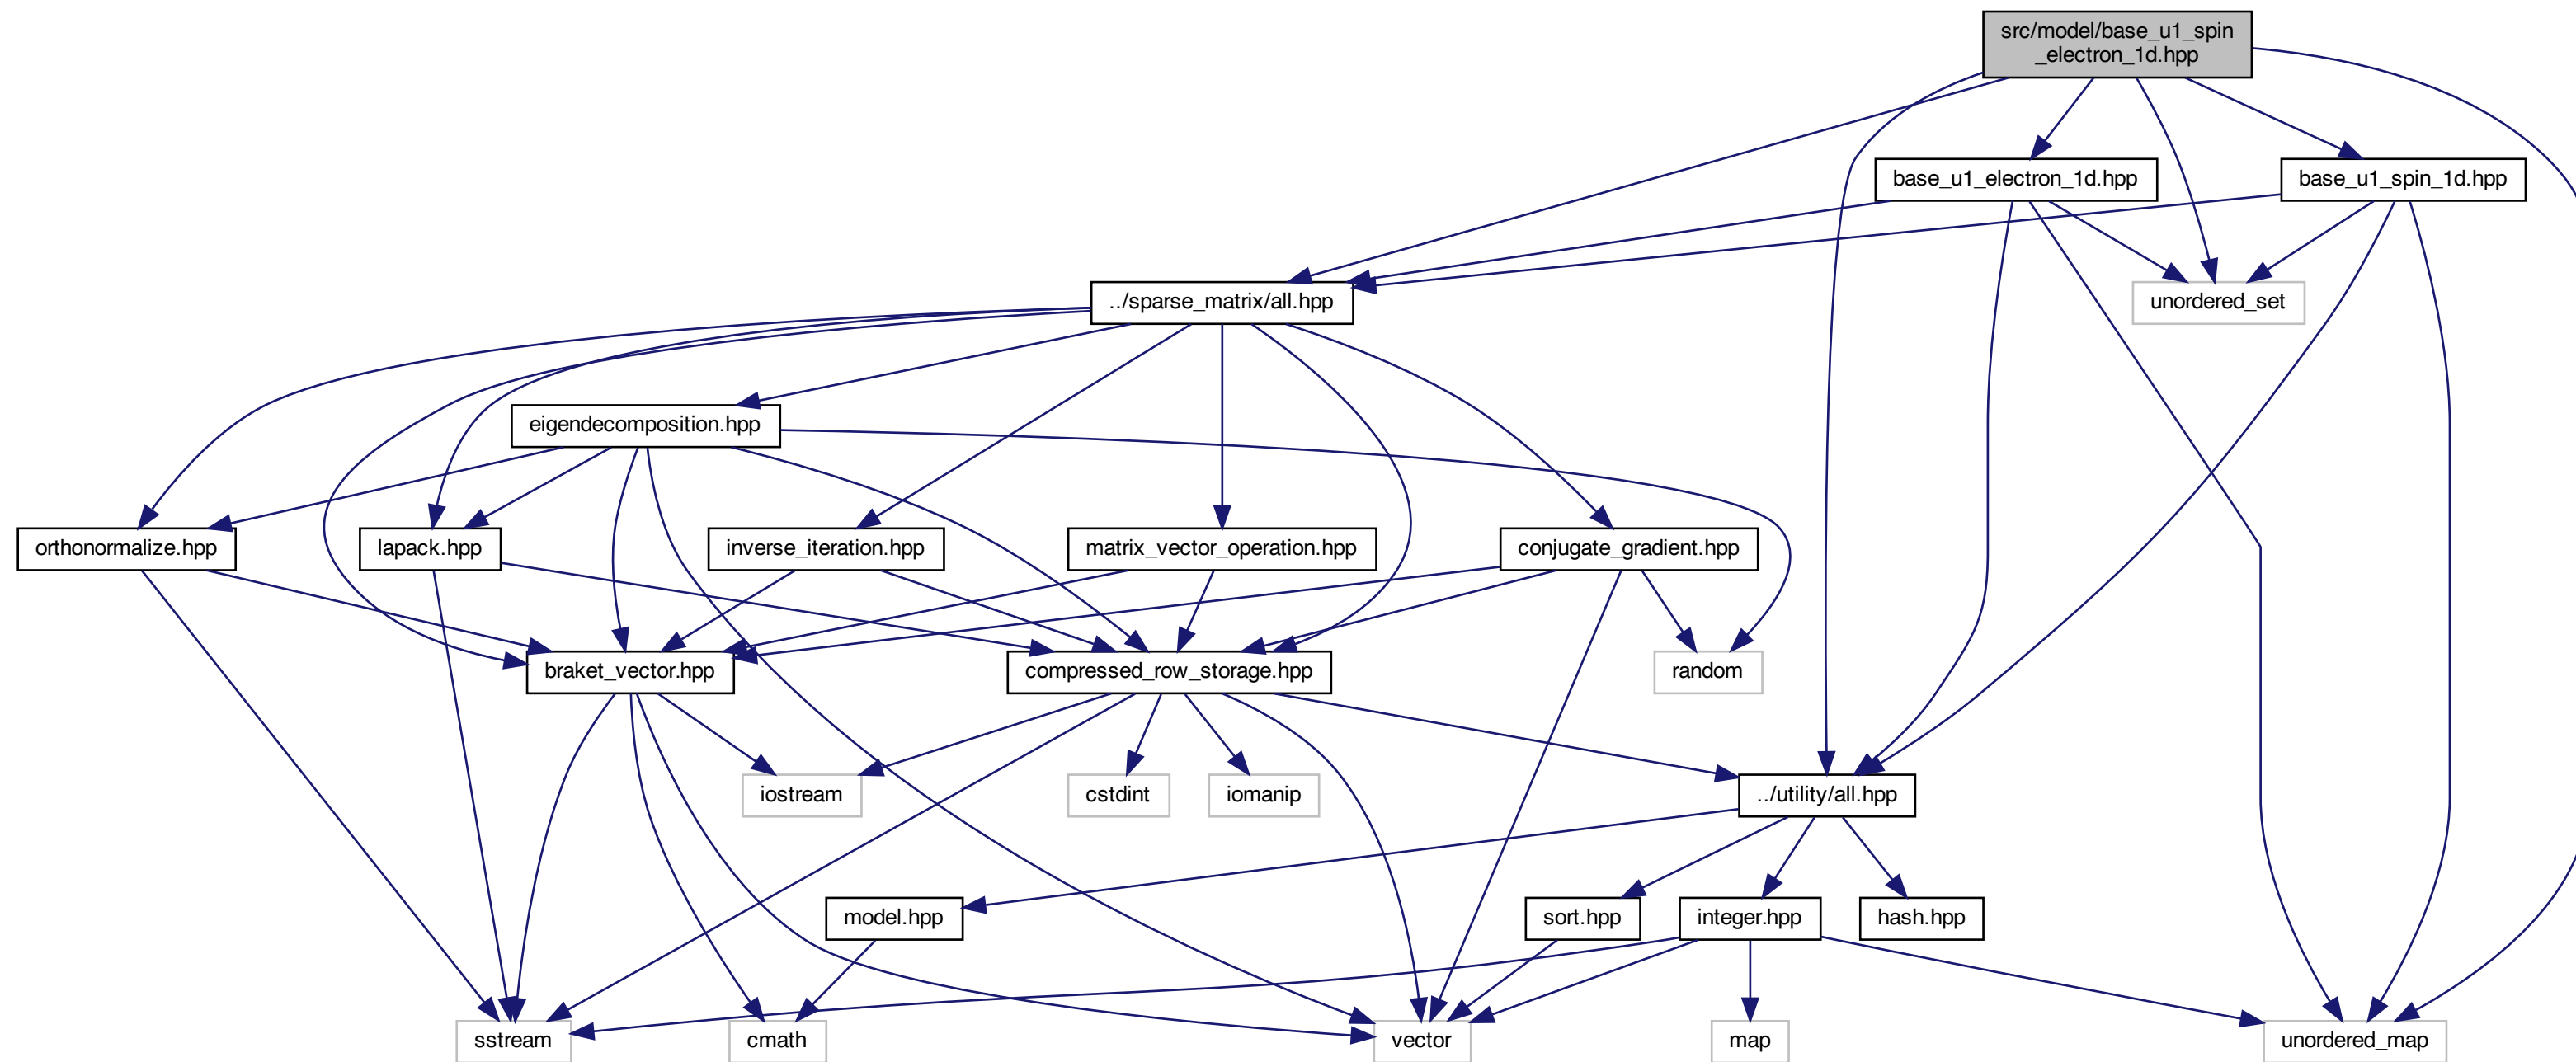 src/model/base_u1_spin
_electron_1d.hpp
base_u1_electron_1d.hpp
base_u1_spin_1d.hpp
../sparse_matrix/all.hpp
unordered_set
eigendecomposition.hpp
orthonormalize.hpp
lapack.hpp
inverse_iteration.hpp
matrix_vector_operation.hpp
conjugate_gradient.hpp
braket_vector.hpp
compressed_row_storage.hpp
random
iostream
cstdint
iomanip
../utility/all.hpp
model.hpp
sort.hpp
integer.hpp
hash.hpp
sstream
cmath
vector
map
unordered_map